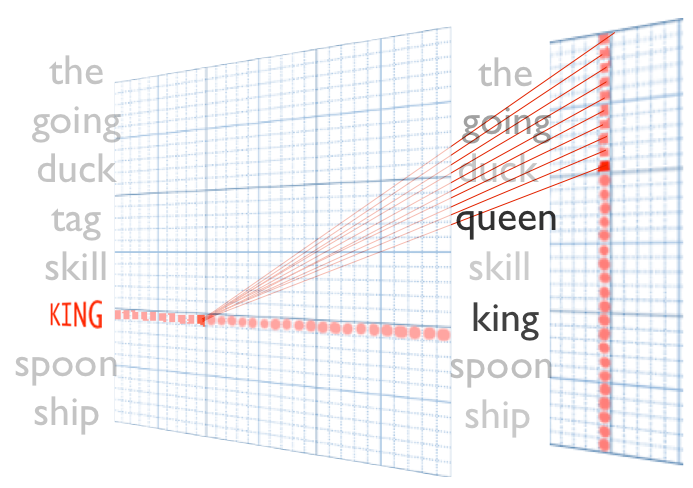 the
going
duck
tag
skill
KING
spoon
ship
the
going
duck
queen
skill
king
spoon
ship